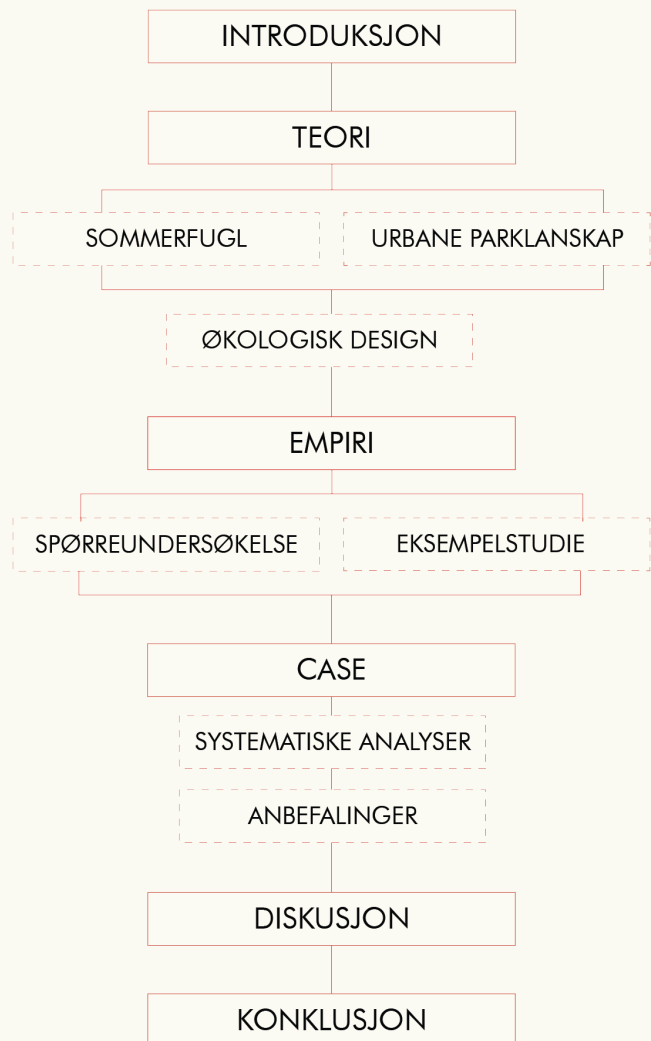 INTRODUKSJON
TEORI
SOMMERFUGL
URBANE PARKLANSKAP
ØKOLOGISK DESIGN
EMPIRI
SPØRREUNDERSØKELSE
EKSEMPELSTUDIE
CASE
SYSTEMATISKE ANALYSER
ANBEFALINGER
DISKUSJON
KONKLUSJON